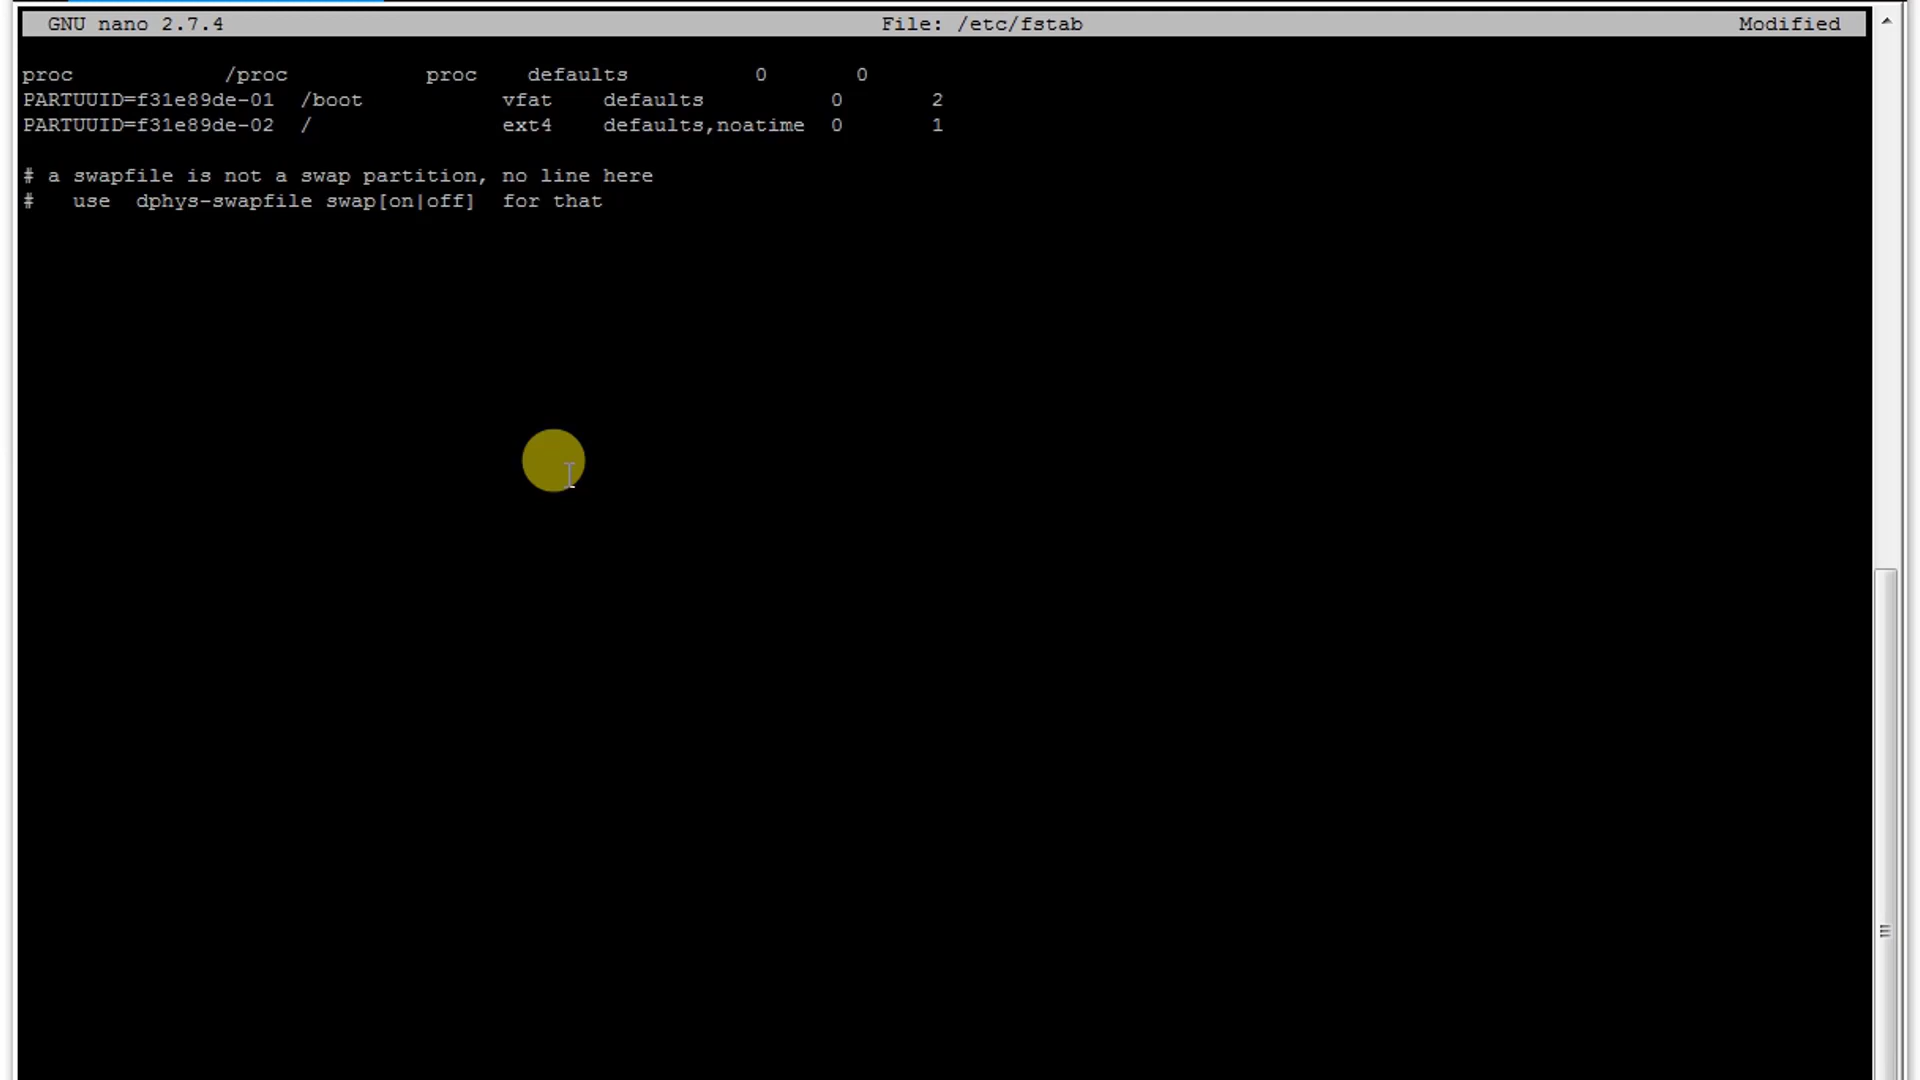 GNU nano 2.7.4 File: /etc/fstab Modified
proc /proc proc defaults 0 0
PARTUUID=f31e89de-01 /boot vfat defaults 0 2
PARTUUID=f31e89de-02 / ext4 defaults,noatime 0 1
# a swapfile is not a swap partition, no line here
# use dphys-swapfile swap[on|off] for that